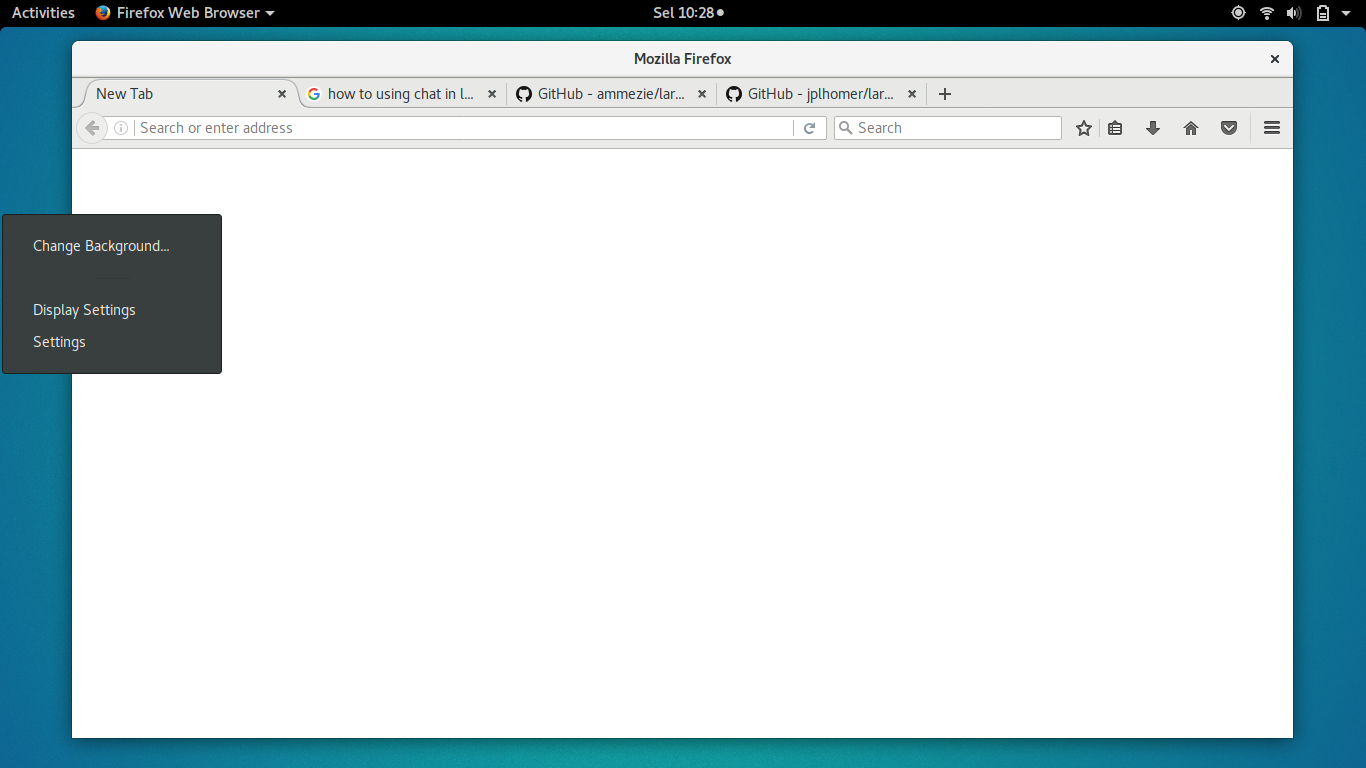 Activities Firefox Web Browser Sel 10:28
Mozilla Firefox
New Tab how to using chat in l... GitHub - ammezie/lar... GitHub - jplhomer/lar...
Search or enter address Search
Change Background...
Display Settings
Settings